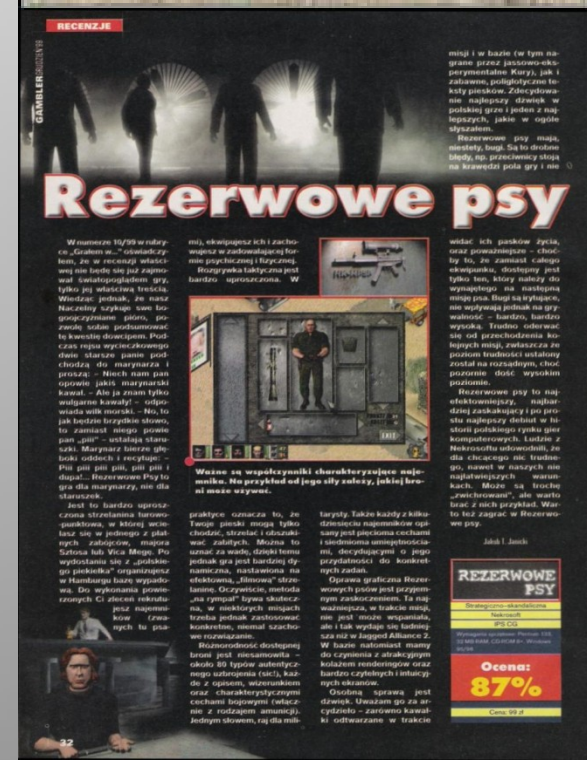 RECENZJE
GAMBLER GRUDZIEŃ'99
Rezerwowe psy
W numerze 10/99 w rubry-
ce „Grałem w..." oświadczy-
łem, że w recenzji właści-
wej nie będę się już zajmo-
wał światopoglądem gry,
tylko jej właściwą treścią.
Wiedząc jednak, że nasz
Naczelny szykuje swe bo-
goojczyźniane pióro, po-
zwolę sobie podsumować
tę kwestię dowcipem. Pod-
czas rejsu wycieczkowego
dwie starsze panie pod-
chodzą do marynarza i
proszą: – Niech nam pan
opowie jakiś marynarski
kawał. – Ale ja znam tylko
wulgarne kawały! – odpo-
wiada wilk morski. – No, to
jak będzie brzydkie słowo,
to zamiast niego powie
pan „piii" – ustalają staru-
szki. Marynarz bierze głę-
boki oddech i recytuje: –
Piii piii piii piii, piii piii i
dupa!... Rezerwowe Psy to
gra dla marynarzy, nie dla
staruszek.
Jest to bardzo uprosz-
czona strzelanina turowo-
-punktowa, w której wcie-
lasz się w jednego z płat-
nych zabójców, majora
Sztosa lub Vica Megę. Po
wydostaniu się z „polskie-
go piekiełka" organizujesz
w Hamburgu bazę wypado-
wą. Do wykonania powie-
rzonych Ci zleceń rekrutu-
jesz najemni-
ków (zwa-
nych tu psa-
mi), ekwipujesz ich i zacho-
wujesz w zadowalającej for-
mie psychicznej i fizycznej.
Rozgrywka taktyczna jest
bardzo uproszczona. W
EXIT
Ważne są współczynniki charakteryzujące naje-
mnika. Na przykład od jego siły zależy, jakiej bro-
ni może używać.
praktyce oznacza to, że
Twoje pieski mogą tylko
chodzić, strzelać i obszuki-
wać zabitych. Można to
uznać za wadę, dzięki temu
jednak gra jest bardziej dy-
namiczna, nastawiona na
efektowną, „filmową" strze-
laninę. Oczywiście, metoda
„na rympał" bywa skutecz-
na, w niektórych misjach
trzeba jednak zastosować
konkretne, niemal szacho-
we rozwiązanie.
Różnorodność dostępnej
broni jest niesamowita –
około 80 typów autentycz-
nego uzbrojenia (sic!), każ-
de z opisem, wizerunkiem
oraz charakterystycznymi
cechami bojowymi (włącz-
nie z rodzajem amunicji).
Jednym słowem, raj dla mili-
tarysty. Także każdy z kilku-
dziesięciu najemników opi-
sany jest pięcioma cechami
i siedmioma umiejętnościa-
mi, decydującymi o jego
przydatności do konkret-
nych zadań.
Oprawa graficzna Rezer-
wowych psów jest przyjem-
nym zaskoczeniem. Ta naj-
ważniejsza, w trakcie misji,
nie jest może wspaniała,
ale i tak wydaje się ładniej-
sza niż w Jagged Alliance 2.
W bazie natomiast mamy
do czynienia z atrakcyjnym
kolażem renderingów oraz
bardzo czytelnych i intuicyj-
nych ekranów.
Osobną sprawą jest
dźwięk. Uważam go za ar-
cydzieło – zarówno kawał-
ki odtwarzane w trakcie
misji i w bazie (w tym na-
grane przez jassowo-eks-
perymentalne Kury), jak i
zabawne, poliglotyczne te-
ksty piesków. Zdecydowa-
nie najlepszy dźwięk w
polskiej grze i jeden z naj-
lepszych, jakie w ogóle
słyszałem.
Rezerwowe psy mają,
niestety, bugi. Są to drobne
błędy, np. przeciwnicy stoją
na krawędzi pola gry i nie
widać ich pasków życia,
oraz poważniejsze – choć-
by to, że zamiast całego
ekwipunku, dostępny jest
tylko ten, który należy do
wynajętego na następną
misję psa. Bugi są irytujące,
nie wpływają jednak na gry-
walność – bardzo, bardzo
wysoką. Trudno oderwać
się od przechodzenia ko-
lejnych misji, zwłaszcza że
poziom trudności ustalony
został na rozsądnym, choć
pozornie dość wysokim
poziomie.
Rezerwowe psy to naj-
efektowniejszy, najbar-
dziej zaskakujący i po pro-
stu najlepszy debiut w hi-
storii polskiego rynku gier
komputerowych. Ludzie z
Nekrosoftu udowodnili, że
dla chcącego nic trudne-
go, nawet w naszych nie
najłatwiejszych warun-
kach. Może są trochę
„zwichrowani", ale warto
brać z nich przykład. War-
to też zagrać w Rezerwo-
we psy.
Jakub T. Janicki
REZERWOWE
PSY
Strategiczno-skandaliczna
Nekrosoft
IPS CG
Wymagania sprzętowe: Pentium 133,
32 MB RAM, CD-ROM 4×, Windows
95/98
Ocena:
87%
Cena: 99 zł
32